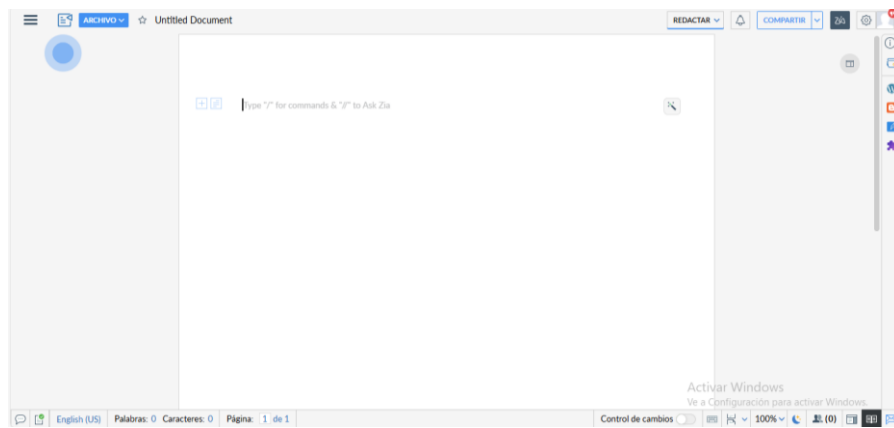 ARCHIVO Untitled Document REDACTAR COMPARTIR
Type "/" for commands & "//" to Ask Zia
Activar Windows
Ve a Configuración para activar Windows.
English (US) Palabras: 0 Caracteres: 0 Página: 1 de 1 Control de cambios 100% (0)